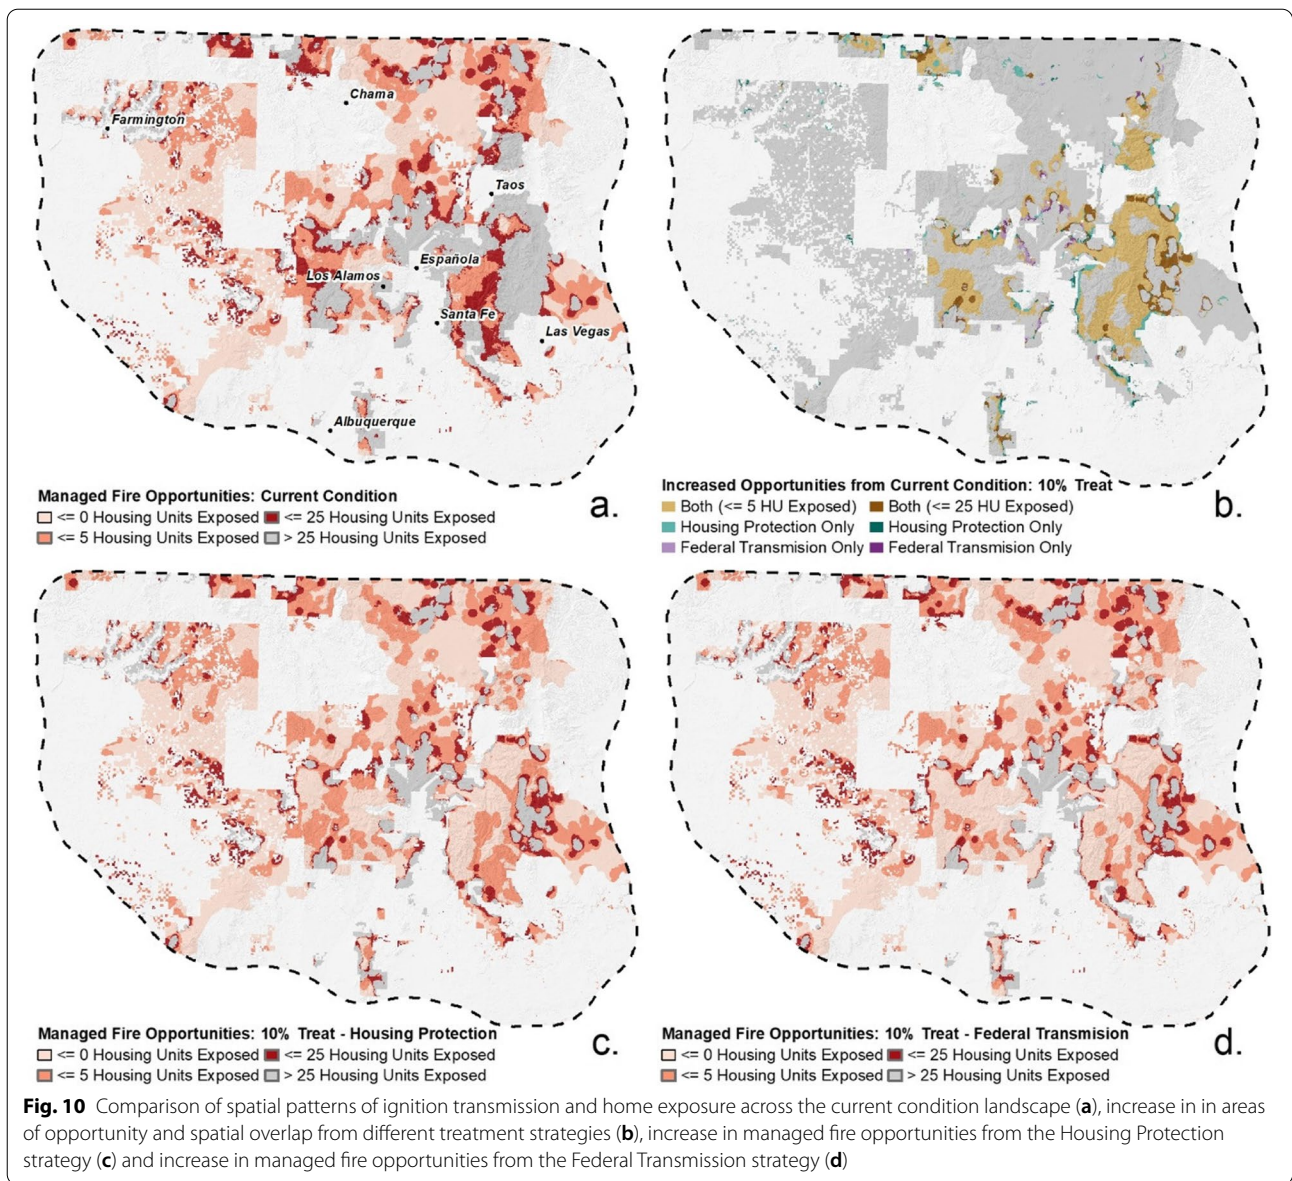 Chama
Farmington
Taos
Española
Los Alamos
Santa Fe
Las Vegas
Albuquerque
Managed Fire Opportunities: Current Condition
<= 0 Housing Units Exposed <= 25 Housing Units Exposed
<= 5 Housing Units Exposed > 25 Housing Units Exposed
a.
Increased Opportunities from Current Condition: 10% Treat
Both (<= 5 HU Exposed) Both (<= 25 HU Exposed)
Housing Protection Only Housing Protection Only
Federal Transmision Only Federal Transmision Only
b.
Managed Fire Opportunities: 10% Treat - Housing Protection
<= 0 Housing Units Exposed <= 25 Housing Units Exposed
<= 5 Housing Units Exposed > 25 Housing Units Exposed
c.
Managed Fire Opportunities: 10% Treat - Federal Transmision
<= 0 Housing Units Exposed <= 25 Housing Units Exposed
<= 5 Housing Units Exposed > 25 Housing Units Exposed
d.
Fig. 10 Comparison of spatial patterns of ignition transmission and home exposure across the current condition landscape (a), increase in in areas
of opportunity and spatial overlap from different treatment strategies (b), increase in managed fire opportunities from the Housing Protection
strategy (c) and increase in managed fire opportunities from the Federal Transmission strategy (d)